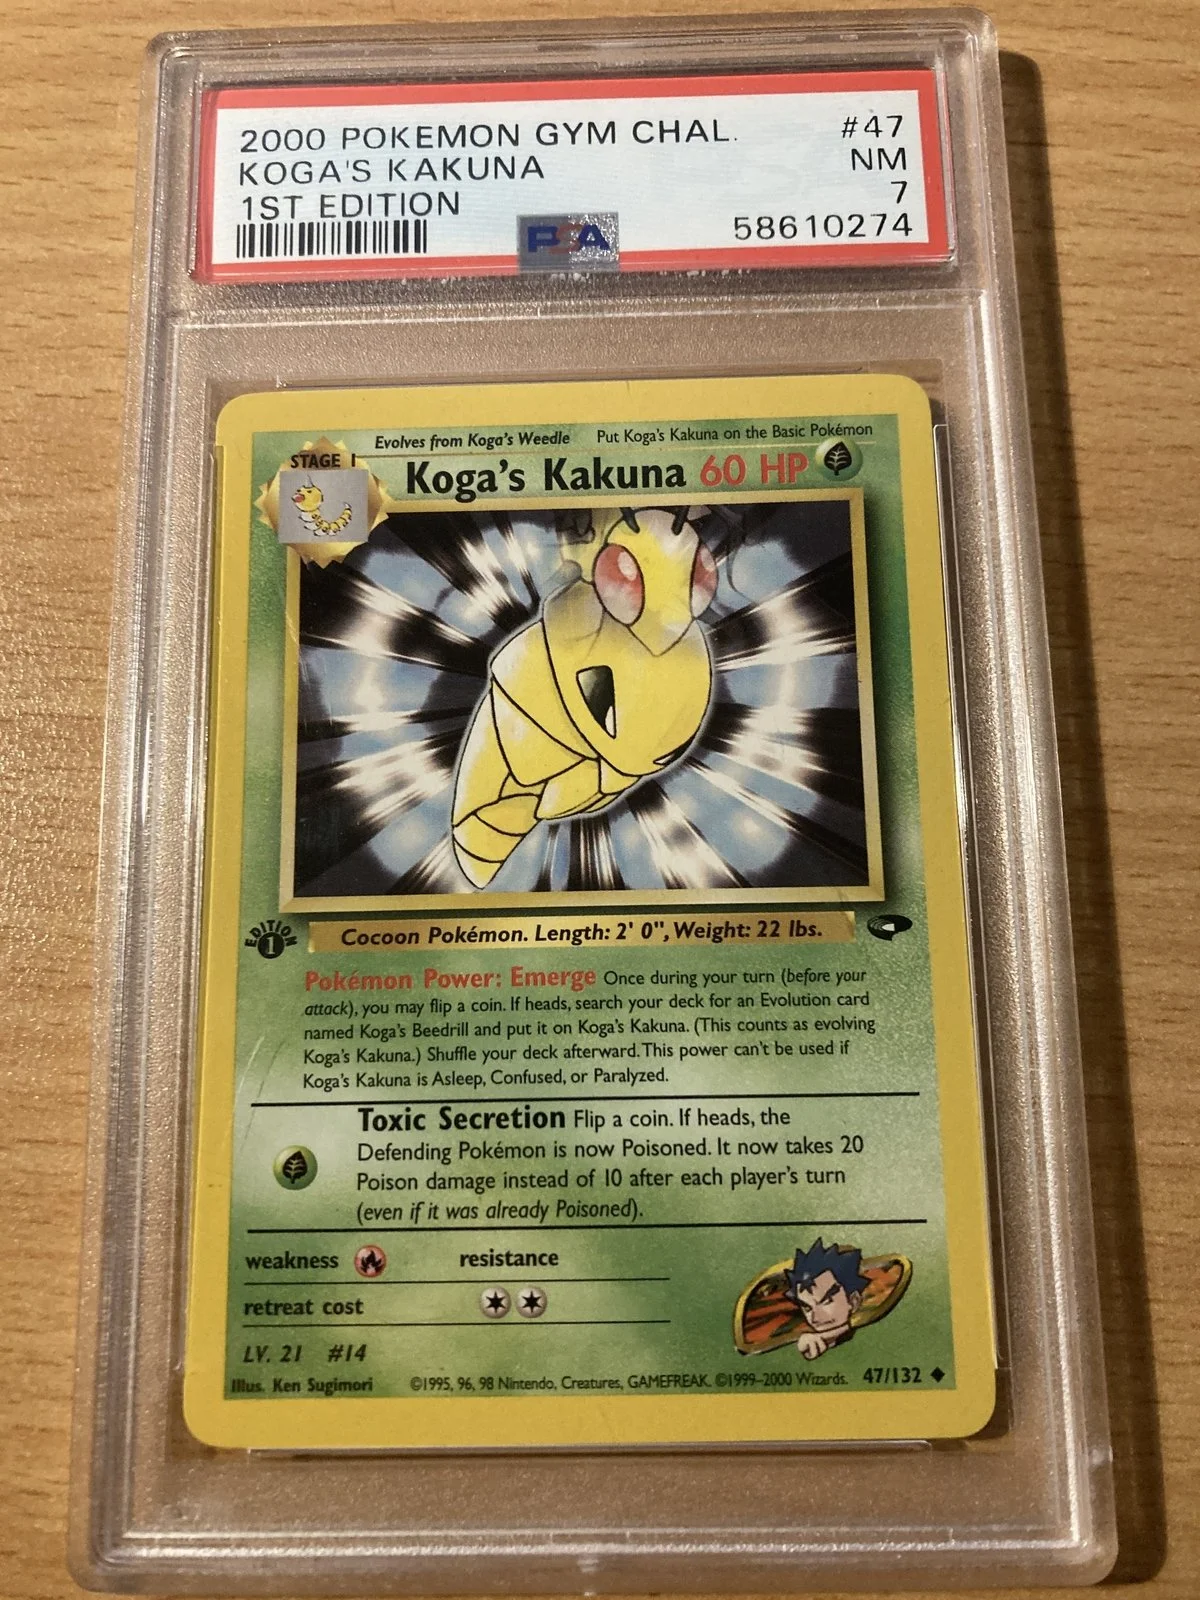 2000 POKEMON GYM CHAL. #47
KOGA'S KAKUNA NM
1ST EDITION 7
PSA 58610274
Evolves from Koga's Weedle Put Koga's Kakuna on the Basic Pokémon
STAGE 1
Koga's Kakuna 60 HP
EDITION
1
Cocoon Pokémon. Length: 2' 0", Weight: 22 lbs.
Pokémon Power: Emerge Once during your turn (before your
attack), you may flip a coin. If heads, search your deck for an Evolution card
named Koga's Beedrill and put it on Koga's Kakuna. (This counts as evolving
Koga's Kakuna.) Shuffle your deck afterward. This power can't be used if
Koga's Kakuna is Asleep, Confused, or Paralyzed.
Toxic Secretion Flip a coin. If heads, the
Defending Pokémon is now Poisoned. It now takes 20
Poison damage instead of 10 after each player's turn
(even if it was already Poisoned).
weakness resistance
retreat cost
LV. 21 #14
Illus. Ken Sugimori ©1995, 96, 98 Nintendo, Creatures, GAMEFREAK. ©1999-2000 Wizards. 47/132